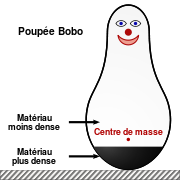 Poupée Bobo
Matériau
moins dense
Centre de masse
Matériau
plus dense